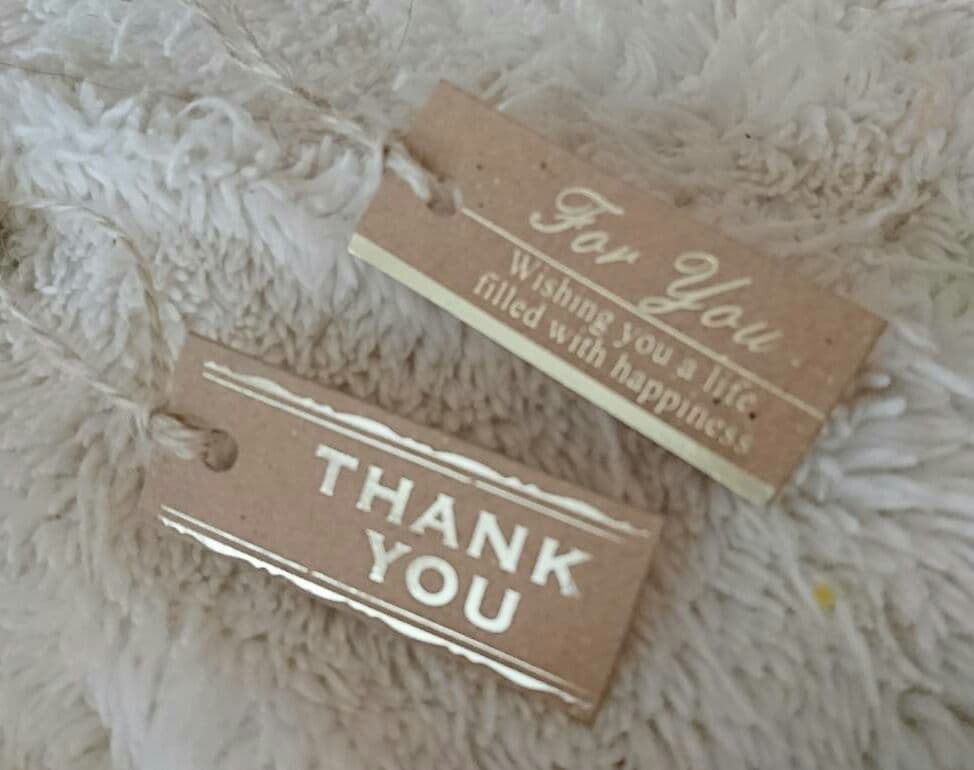 For You
Wishing you a life
filled with happiness
THANK
YOU